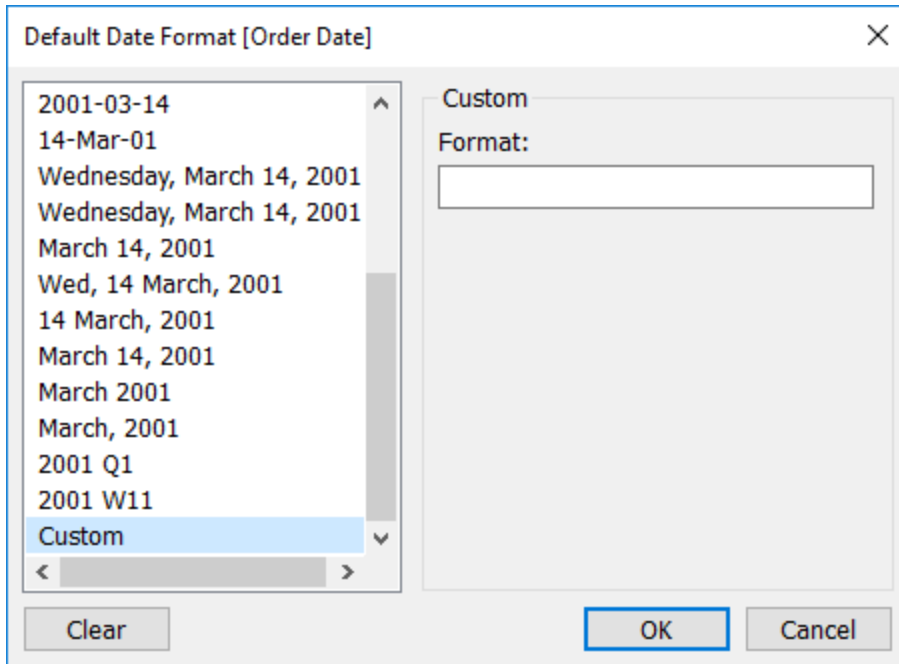 Default Date Format [Order Date]
2001-03-14
14-Mar-01
Wednesday, March 14, 2001
Wednesday, March 14, 2001
March 14, 2001
Wed, 14 March, 2001
14 March, 2001
March 14, 2001
March 2001
March, 2001
2001 Q1
2001 W11
Custom
Custom
Format:
Clear
OK
Cancel